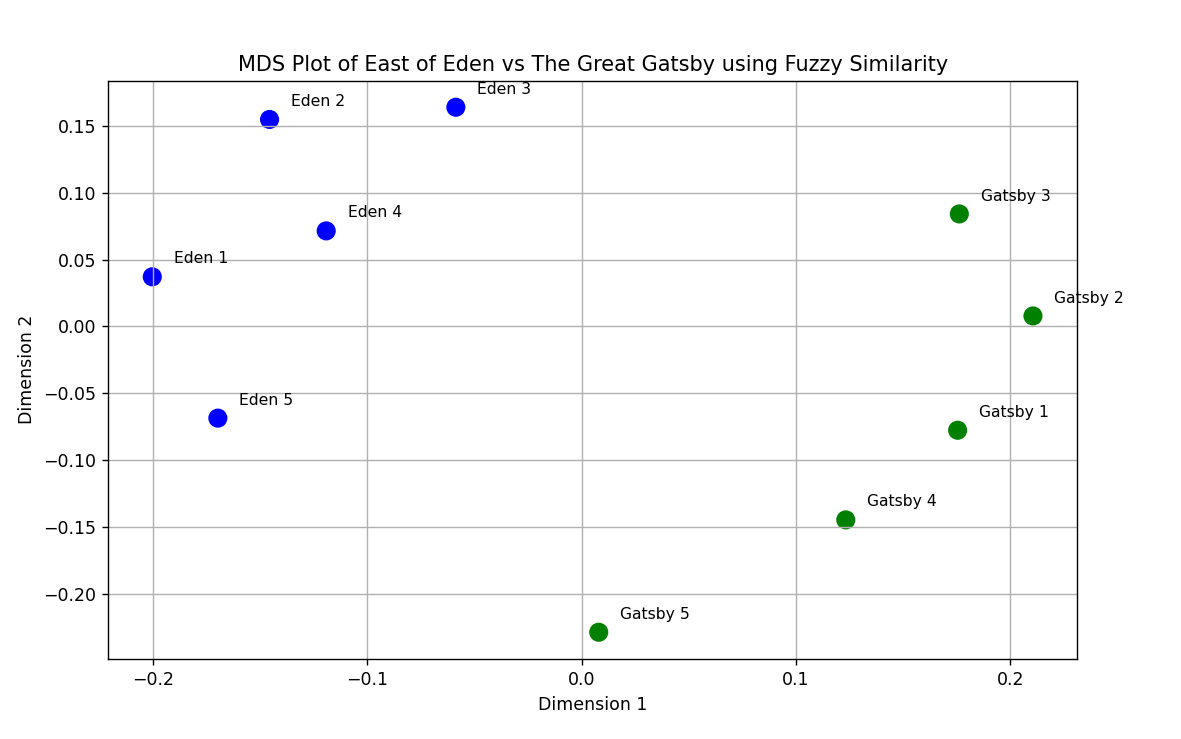 MDS Plot of East of Eden vs The Great Gatsby using Fuzzy Similarity
Eden 3
Eden 2
0.15
Gatsby 3
0.10
Eden 4
Eden 1
0.05
Gatsby 2
0.00
Dimension 2
−0.05
Eden 5
Gatsby 1
−0.10
Gatsby 4
−0.15
−0.20
Gatsby 5
−0.2 −0.1 0.0 0.1 0.2
Dimension 1